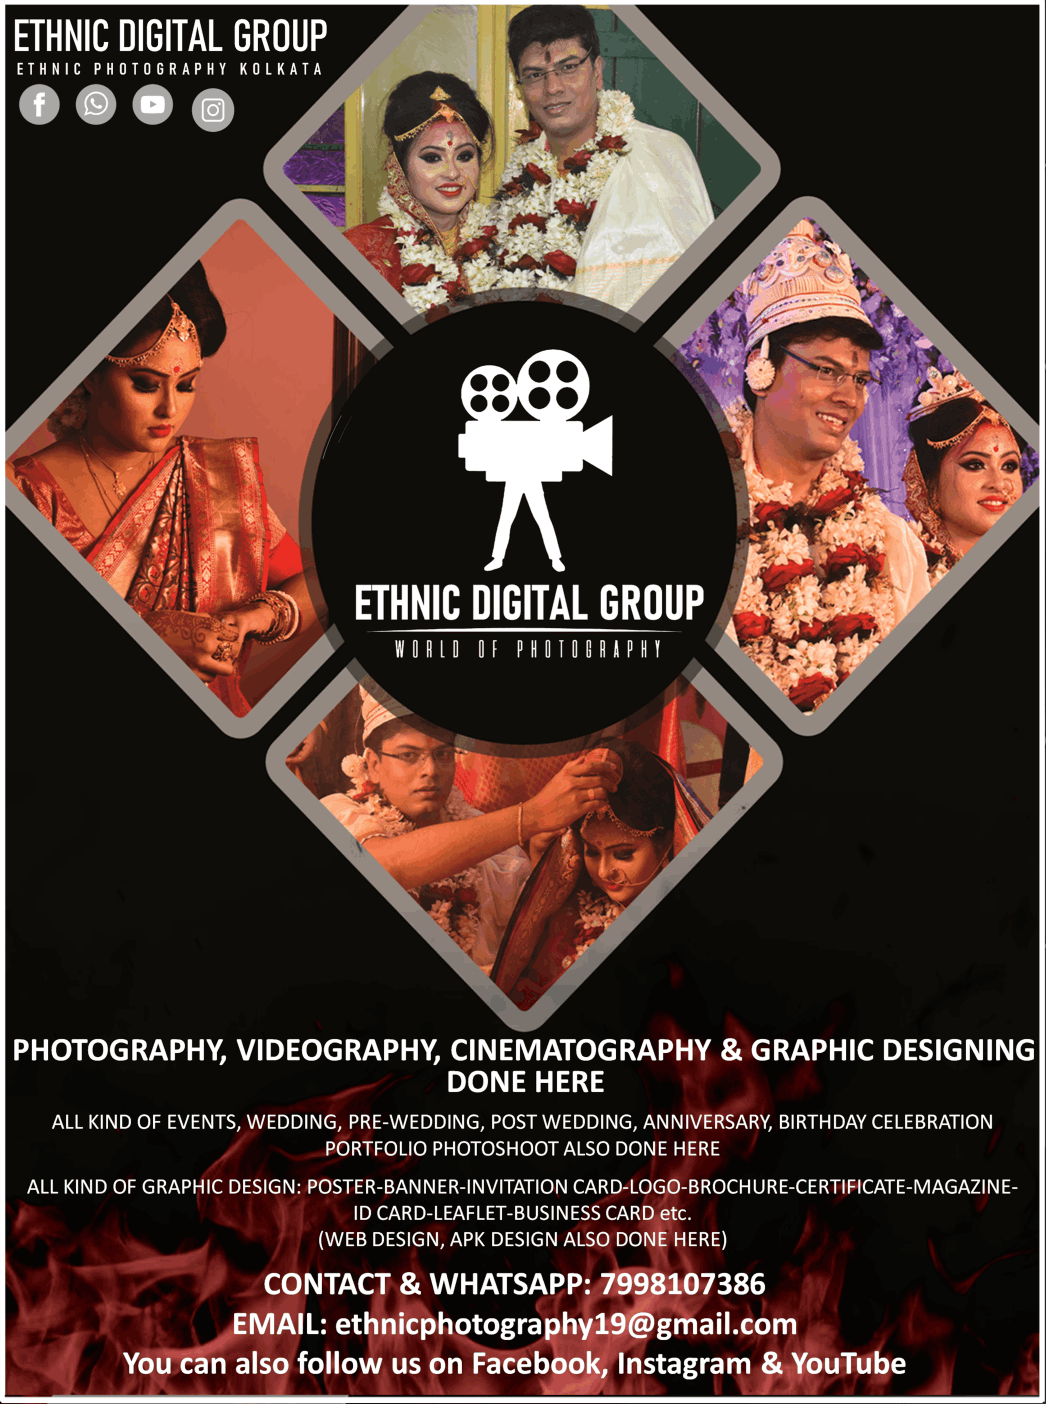 ETHNIC DIGITAL GROUP
ETHNIC PHOTOGRAPHY KOLKATA
ETHNIC DIGITAL GROUP
WORLD OF PHOTOGRAPHY
PHOTOGRAPHY, VIDEOGRAPHY, CINEMATOGRAPHY & GRAPHIC DESIGNING
DONE HERE
ALL KIND OF EVENTS, WEDDING, PRE-WEDDING, POST WEDDING, ANNIVERSARY, BIRTHDAY CELEBRATION
PORTFOLIO PHOTOSHOOT ALSO DONE HERE
ALL KIND OF GRAPHIC DESIGN: POSTER-BANNER-INVITATION CARD-LOGO-BROCHURE-CERTIFICATE-MAGAZINE-
ID CARD-LEAFLET-BUSINESS CARD etc.
(WEB DESIGN, APK DESIGN ALSO DONE HERE)
CONTACT & WHATSAPP: 7998107386
EMAIL: ethnicphotography19@gmail.com
You can also follow us on Facebook, Instagram & YouTube